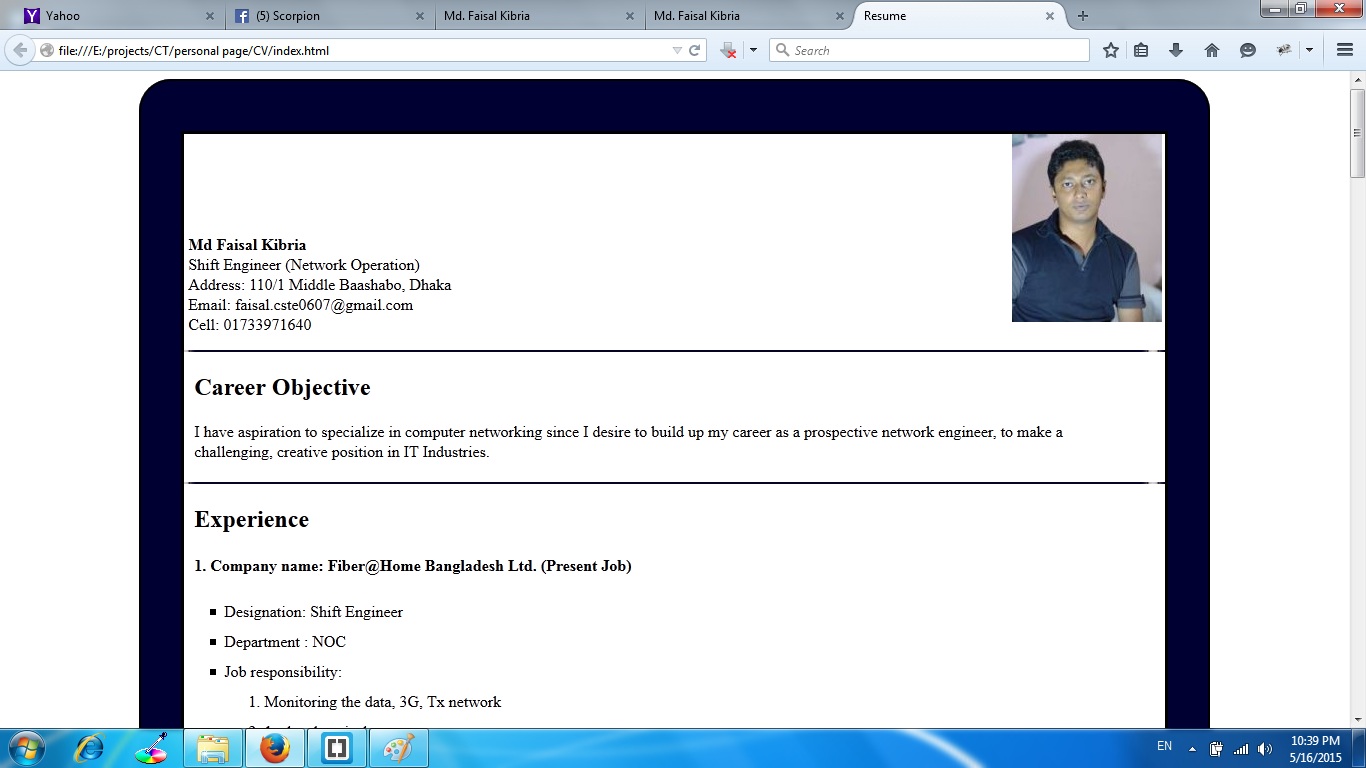 Yahoo
(5) Scorpion
Md. Faisal Kibria
Md. Faisal Kibria
Resume
file:///E:/projects/CT/personal page/CV/index.html
Search
Md Faisal Kibria
Shift Engineer (Network Operation)
Address: 110/1 Middle Baashabo, Dhaka
Email: faisal.cste0607@gmail.com
Cell: 01733971640
Career Objective
I have aspiration to specialize in computer networking since I desire to build up my career as a prospective network engineer, to make a
challenging, creative position in IT Industries.
Experience
1. Company name: Fiber@Home Bangladesh Ltd. (Present Job)
Designation: Shift Engineer
Department : NOC
Job responsibility:
1. Monitoring the data, 3G, Tx network
EN
10:39 PM
5/16/2015